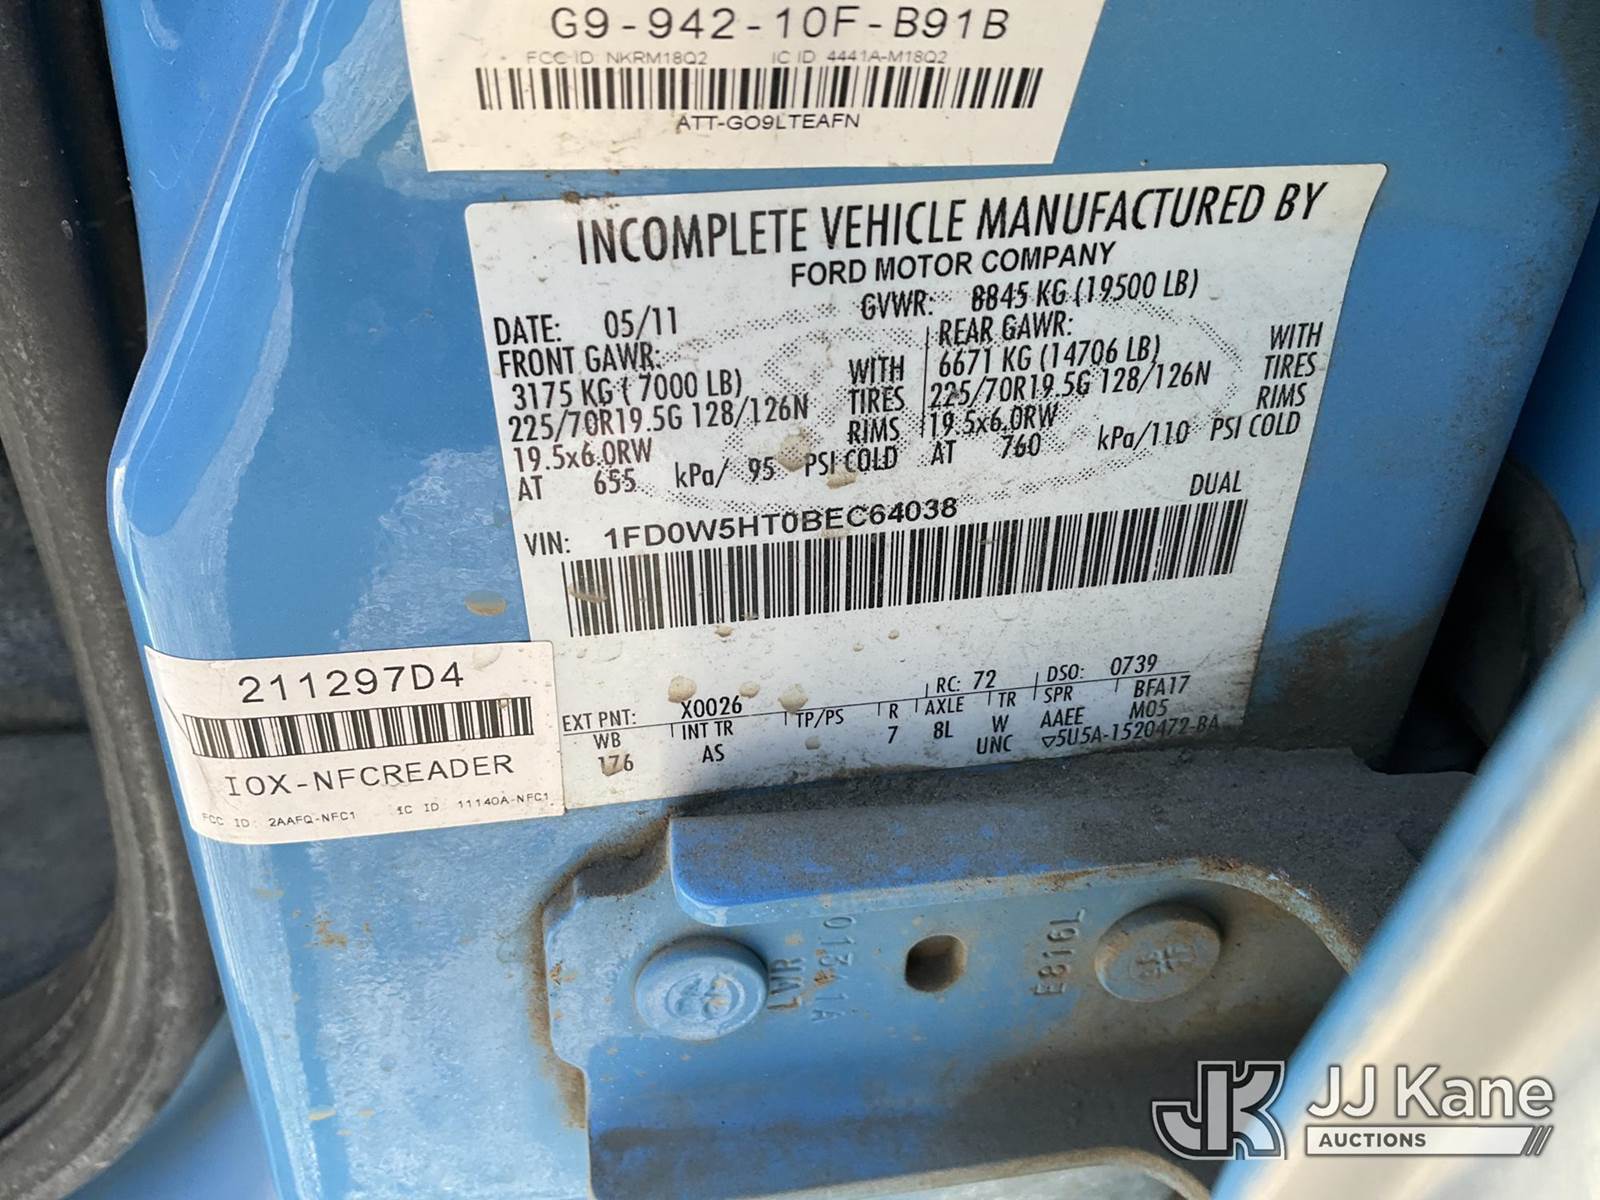 G9-942-10F-B91B
FCC ID: NKRM18Q2 IC ID 4441A-M18Q2
ATT-GO9LTEAFN
INCOMPLETE VEHICLE MANUFACTURED BY
FORD MOTOR COMPANY
DATE: 05/11 GVWR: 8845 KG (19500 LB)
FRONT GAWR: REAR GAWR:
3175 KG ( 7000 LB) WITH 6671 KG (14706 LB) WITH
225/70R19.5G 128/126N TIRES 225/70R19.5G 128/126N TIRES
19.5x6.0RW RIMS 19.5x6.0RW RIMS
AT 655 kPa/ 95 PSI COLD AT 760 kPa/110 PSI COLD
DUAL
VIN: 1FD0W5HT0BEC64038
EXT PNT: X0026 RC: 72 DSO: 0739
WB INT TR TP/PS R AXLE TR SPR BFA17
176 AS 7 8L W AAEE M05
UNC ▽5U5A-1520472-BA
211297D4
IOX-NFCREADER
FCC ID: 2AAFQ-NFC1 IC ID 11140A-NFC1
LWR
E816L
JK
JJ Kane
AUCTIONS